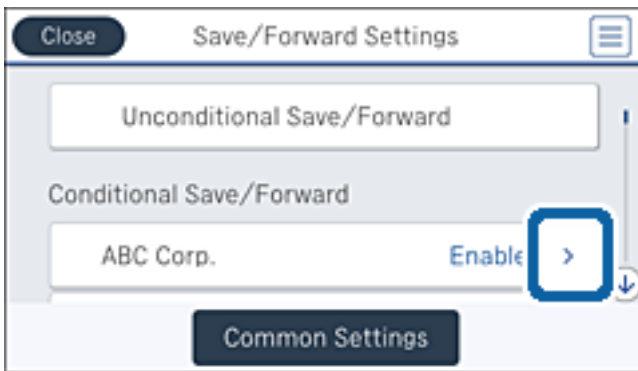 Close Save/Forward Settings
Unconditional Save/Forward
Conditional Save/Forward
ABC Corp. Enable
Common Settings